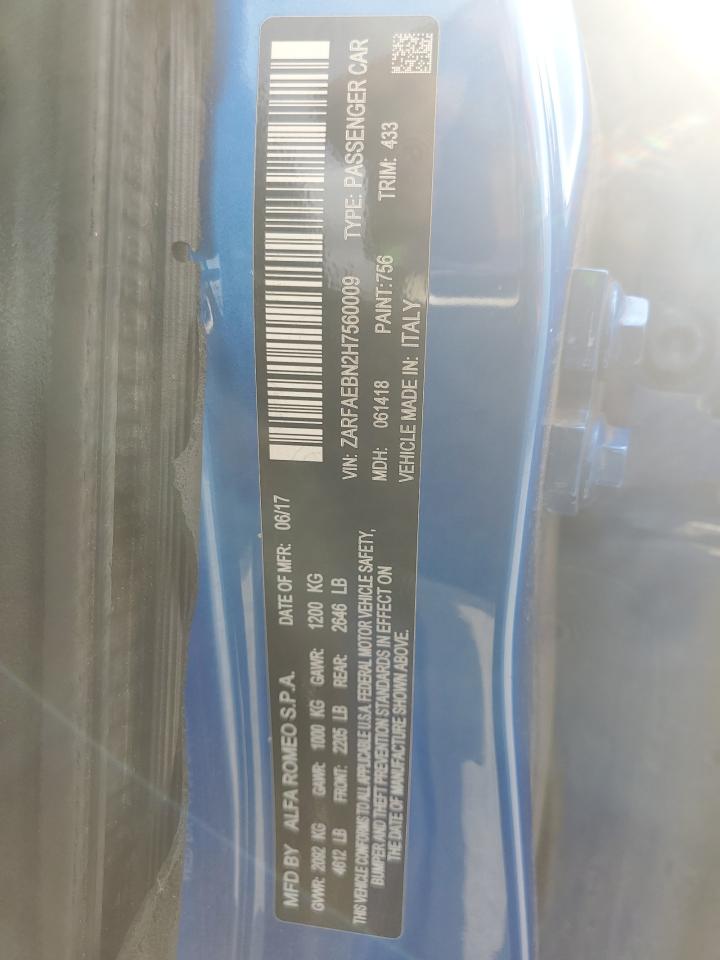 MFD BY ALFA ROMEO S.P.A. DATE OF MFR: 06/17
GVWR: 2092 KG GAWR: 1000 KG GAWR: 1200 KG
4612 LB FRONT: 2205 LB REAR: 2646 LB
THIS VEHICLE CONFORMS TO ALL APPLICABLE U.S.A. FEDERAL MOTOR VEHICLE SAFETY,
BUMPER AND THEFT PREVENTION STANDARDS IN EFFECT ON
THE DATE OF MANUFACTURE SHOWN ABOVE.
VIN: ZARFAEBN2H7560009 TYPE: PASSENGER CAR
MDH: 061418 PAINT: 756 TRIM: 433
VEHICLE MADE IN: ITALY